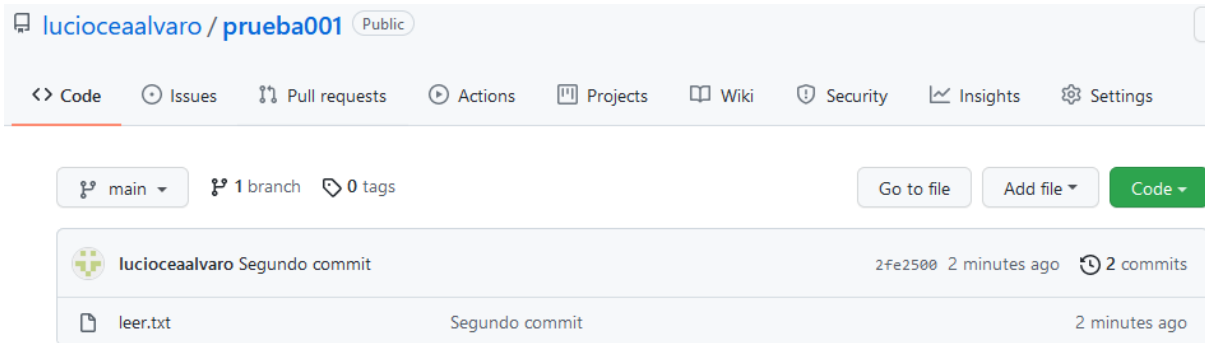 lucioceaalvaro / prueba001 Public
Code Issues Pull requests Actions Projects Wiki Security Insights Settings
main 1 branch 0 tags Go to file Add file Code
lucioceaalvaro Segundo commit 2fe2500 2 minutes ago 2 commits
leer.txt Segundo commit 2 minutes ago